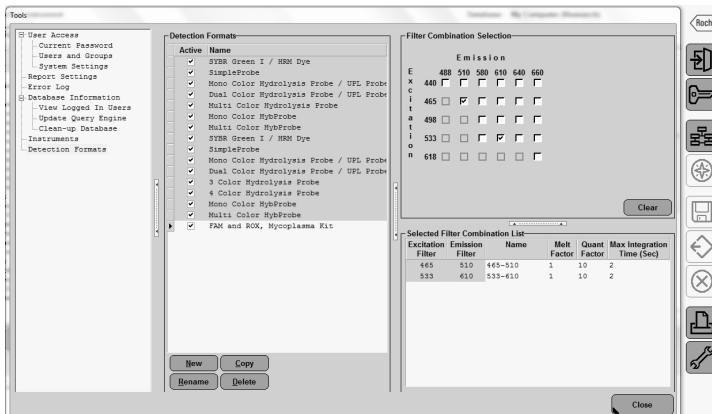 Tools
User Access
Current Password
Users and Groups
System Settings
Report Settings
Error Log
Database Information
View Logged In Users
Update Query Engine
Clean-up Database
Instruments
Detection Formats
Detection Formats
Active Name
SYBR Green I / HRM Dye
SimpleProbe
Mono Color Hydrolysis Probe / UPL Probe
Dual Color Hydrolysis Probe / UPL Probe
Multi Color Hydrolysis Probe
Mono Color HybProbe
Multi Color HybProbe
SYBR Green I / HRM Dye
SimpleProbe
Mono Color Hydrolysis Probe / UPL Probe
Dual Color Hydrolysis Probe / UPL Probe
3 Color Hydrolysis Probe
4 Color Hydrolysis Probe
Mono Color HybProbe
Multi Color HybProbe
FAM and ROX, Mycoplasma Kit
New Copy
Rename Delete
Filter Combination Selection
Emission
488 510 580 610 640 660
Excitation
440
465
498
533
618
Clear
Selected Filter Combination List
Excitation Filter Emission Filter Name Melt Factor Quant Factor Max Integration Time (Sec)
465 510 465-510 1 10 2
533 610 533-610 1 10 2
Close
Roch